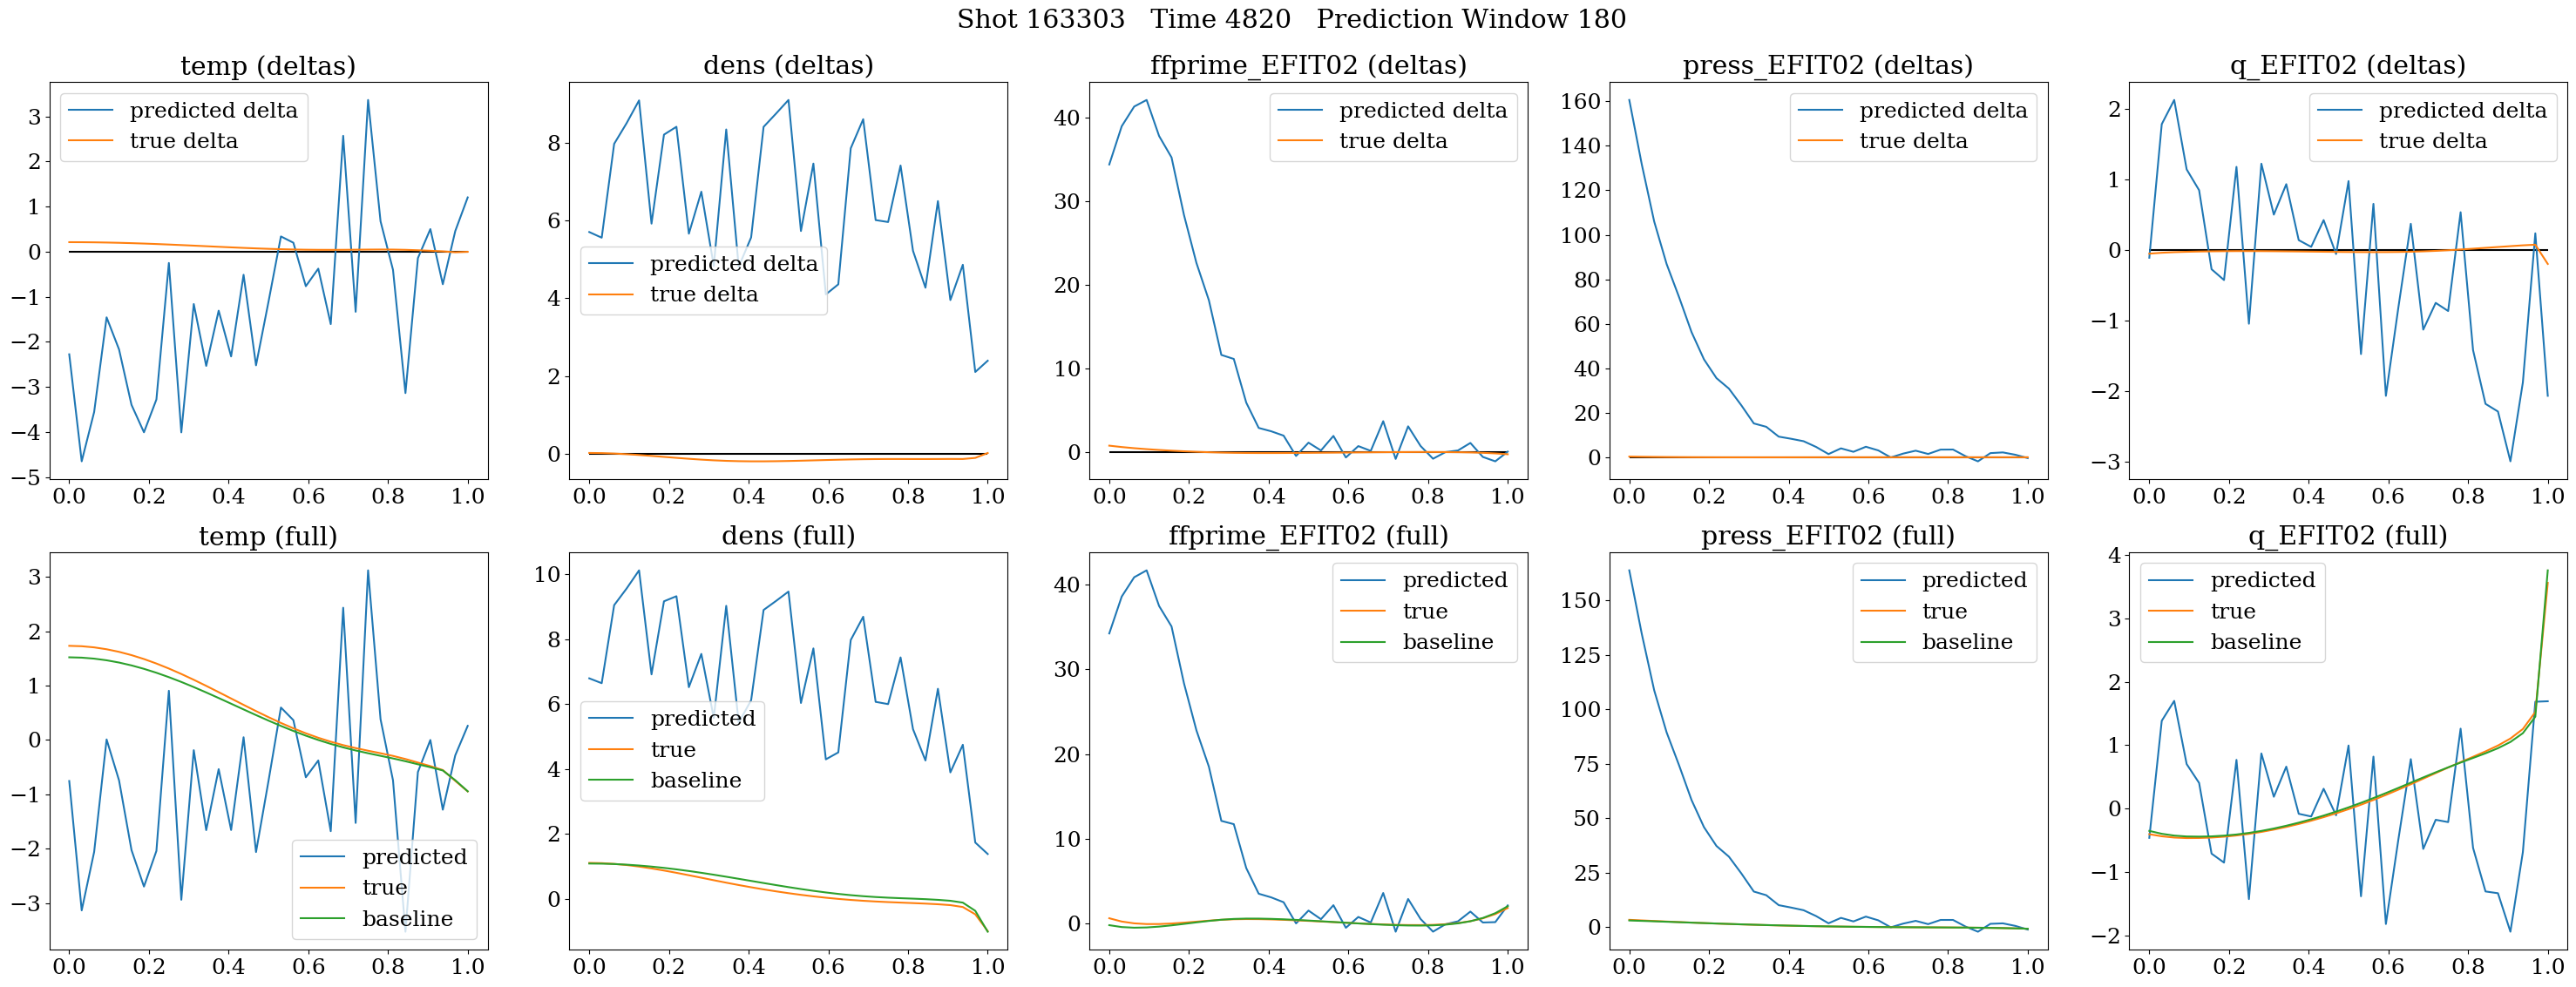 Shot 163303   Time 4820   Prediction Window 180
temp (deltas)
predicted delta
true delta
3
2
1
0
−1
−2
−3
−4
−5
0.0 0.2 0.4 0.6 0.8 1.0
dens (deltas)
predicted delta
true delta
8
6
4
2
0
0.0 0.2 0.4 0.6 0.8 1.0
ffprime_EFIT02 (deltas)
predicted delta
true delta
40
30
20
10
0
0.0 0.2 0.4 0.6 0.8 1.0
press_EFIT02 (deltas)
predicted delta
true delta
160
140
120
100
80
60
40
20
0
0.0 0.2 0.4 0.6 0.8 1.0
q_EFIT02 (deltas)
predicted delta
true delta
2
1
0
−1
−2
−3
0.0 0.2 0.4 0.6 0.8 1.0
temp (full)
predicted
true
baseline
3
2
1
0
−1
−2
−3
0.0 0.2 0.4 0.6 0.8 1.0
dens (full)
predicted
true
baseline
10
8
6
4
2
0
0.0 0.2 0.4 0.6 0.8 1.0
ffprime_EFIT02 (full)
predicted
true
baseline
40
30
20
10
0
0.0 0.2 0.4 0.6 0.8 1.0
press_EFIT02 (full)
predicted
true
baseline
150
125
100
75
50
25
0
0.0 0.2 0.4 0.6 0.8 1.0
q_EFIT02 (full)
predicted
true
baseline
4
3
2
1
0
−1
−2
0.0 0.2 0.4 0.6 0.8 1.0